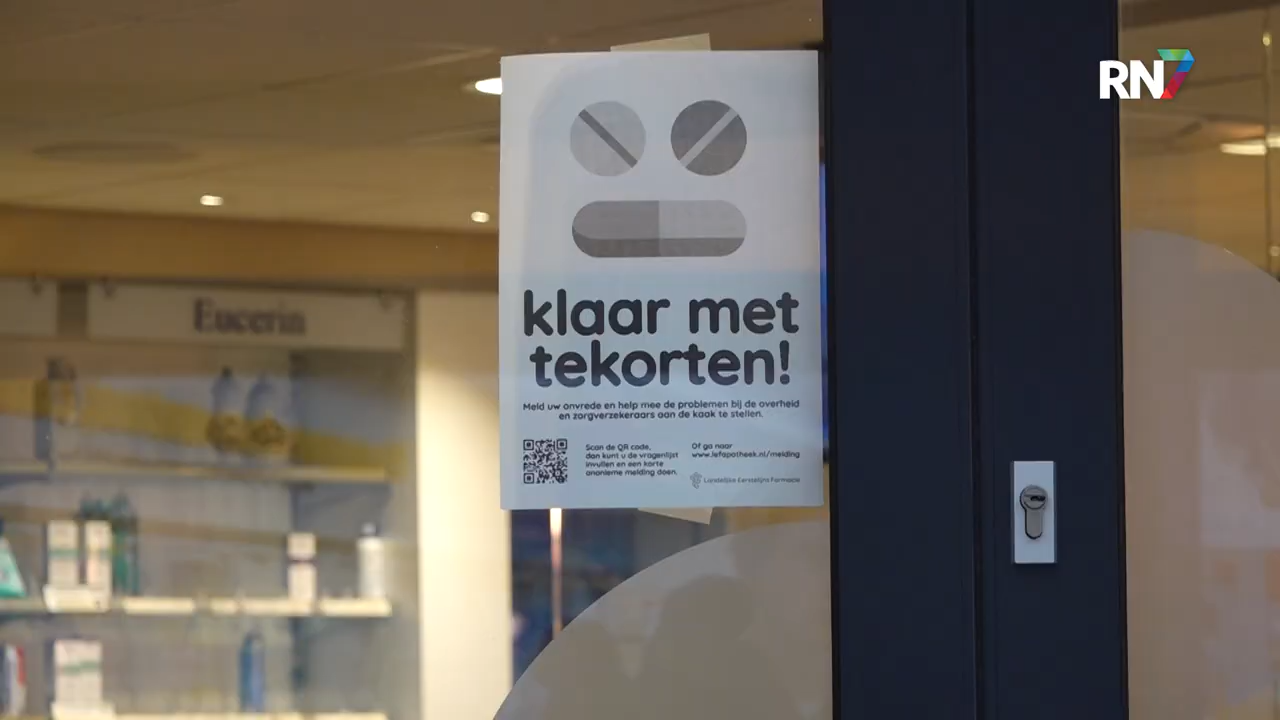 RN7
Eucerin
klaar met
tekorten!
Meld uw onvrede en help mee de problemen bij de overheid
en zorgverzekeraars aan de kaak te stellen.
Scan de QR code,
dan kunt u de vragenlijst
invullen en een korte
anonieme melding doen.
Of ga naar
www.lefapotheek.nl/melding
Landelijke Eerstelijns Farmacie